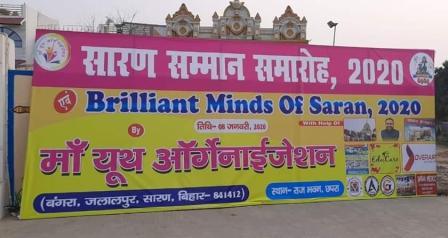 सारण सम्मान समारोह, 2020
एवं
Brilliant Minds Of Saran, 2020
By
तिथि- 08 जनवरी, 2020
With Help Of
माँ यूथ ऑर्गेनाईजेशन
EduCare
(बंगरा, जलालपुर, सारण, बिहार- 841412)
स्थान- राज भवन, छपरा